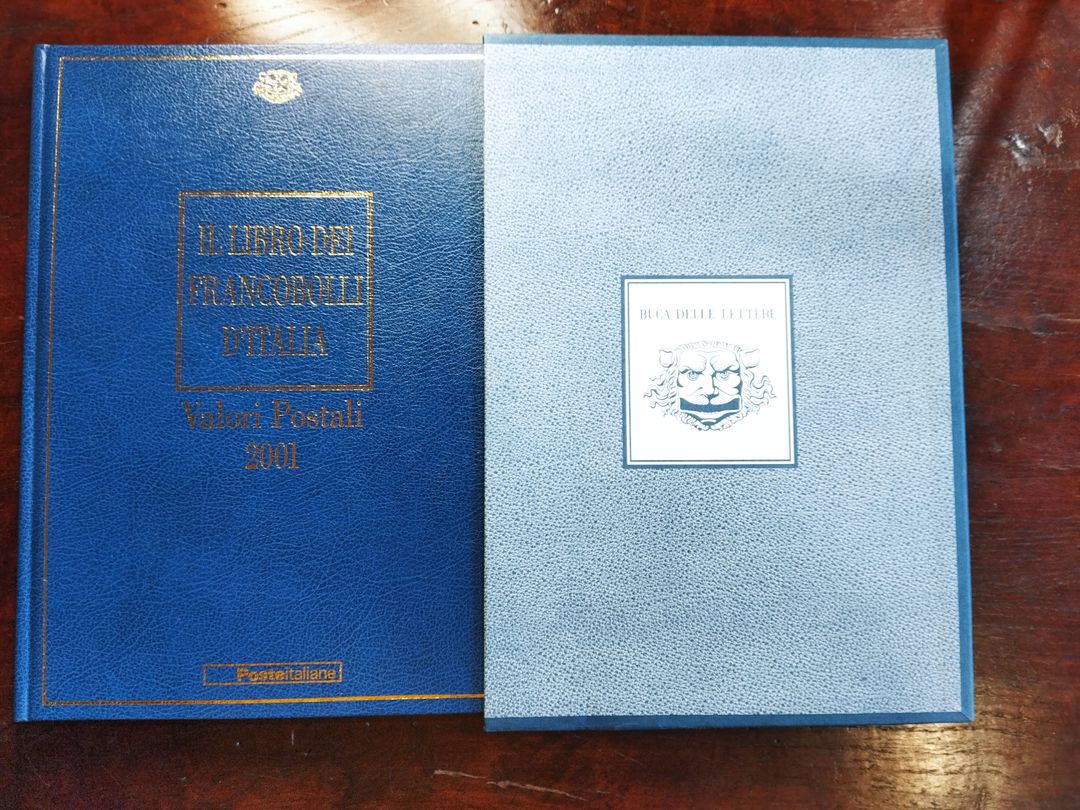 IL LIBRO DEI
FRANCOBOLLI
D'ITALIA
Valori Postali
2001
Posteitaliane
BUCA DELLE LETTERE